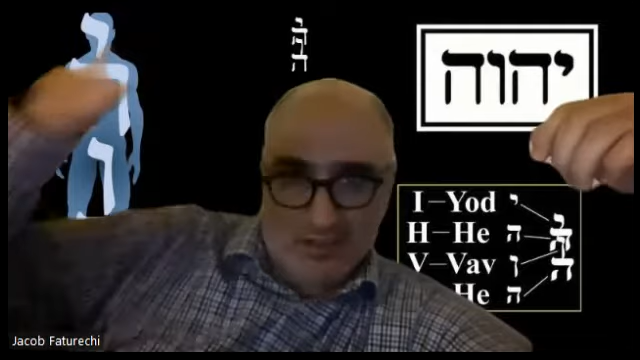 יהוה
I–Yod י
H–He ה
V–Vav ו
He ה
Jacob Faturechi